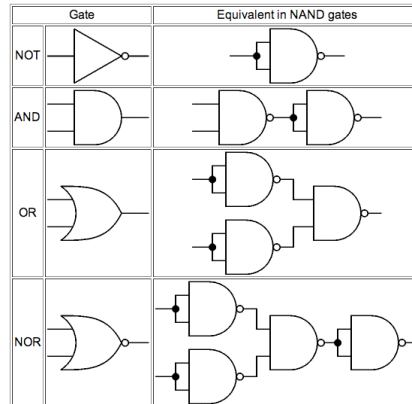 Gate Equivalent in NAND gates
NOT
AND
OR
NOR